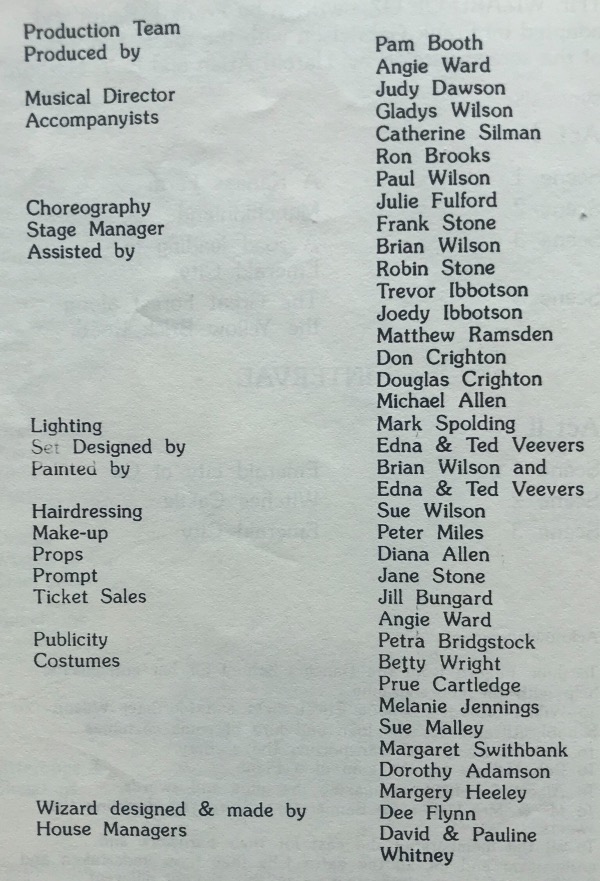 Production Team
Produced by Pam Booth
Angie Ward
Musical Director Judy Dawson
Accompanyists Gladys Wilson
Catherine Silman
Ron Brooks
Paul Wilson
Choreography Julie Fulford
Stage Manager Frank Stone
Assisted by Brian Wilson
Robin Stone
Trevor Ibbotson
Joedy Ibbotson
Matthew Ramsden
Don Crighton
Douglas Crighton
Michael Allen
Lighting Mark Spolding
Set Designed by Edna & Ted Veevers
Painted by Brian Wilson and
Edna & Ted Veevers
Hairdressing Sue Wilson
Make-up Peter Miles
Props Diana Allen
Prompt Jane Stone
Ticket Sales Jill Bungard
Angie Ward
Publicity Petra Bridgstock
Costumes Betty Wright
Prue Cartledge
Melanie Jennings
Sue Malley
Margaret Swithbank
Dorothy Adamson
Margery Heeley
Wizard designed & made by Dee Flynn
House Managers David & Pauline
Whitney